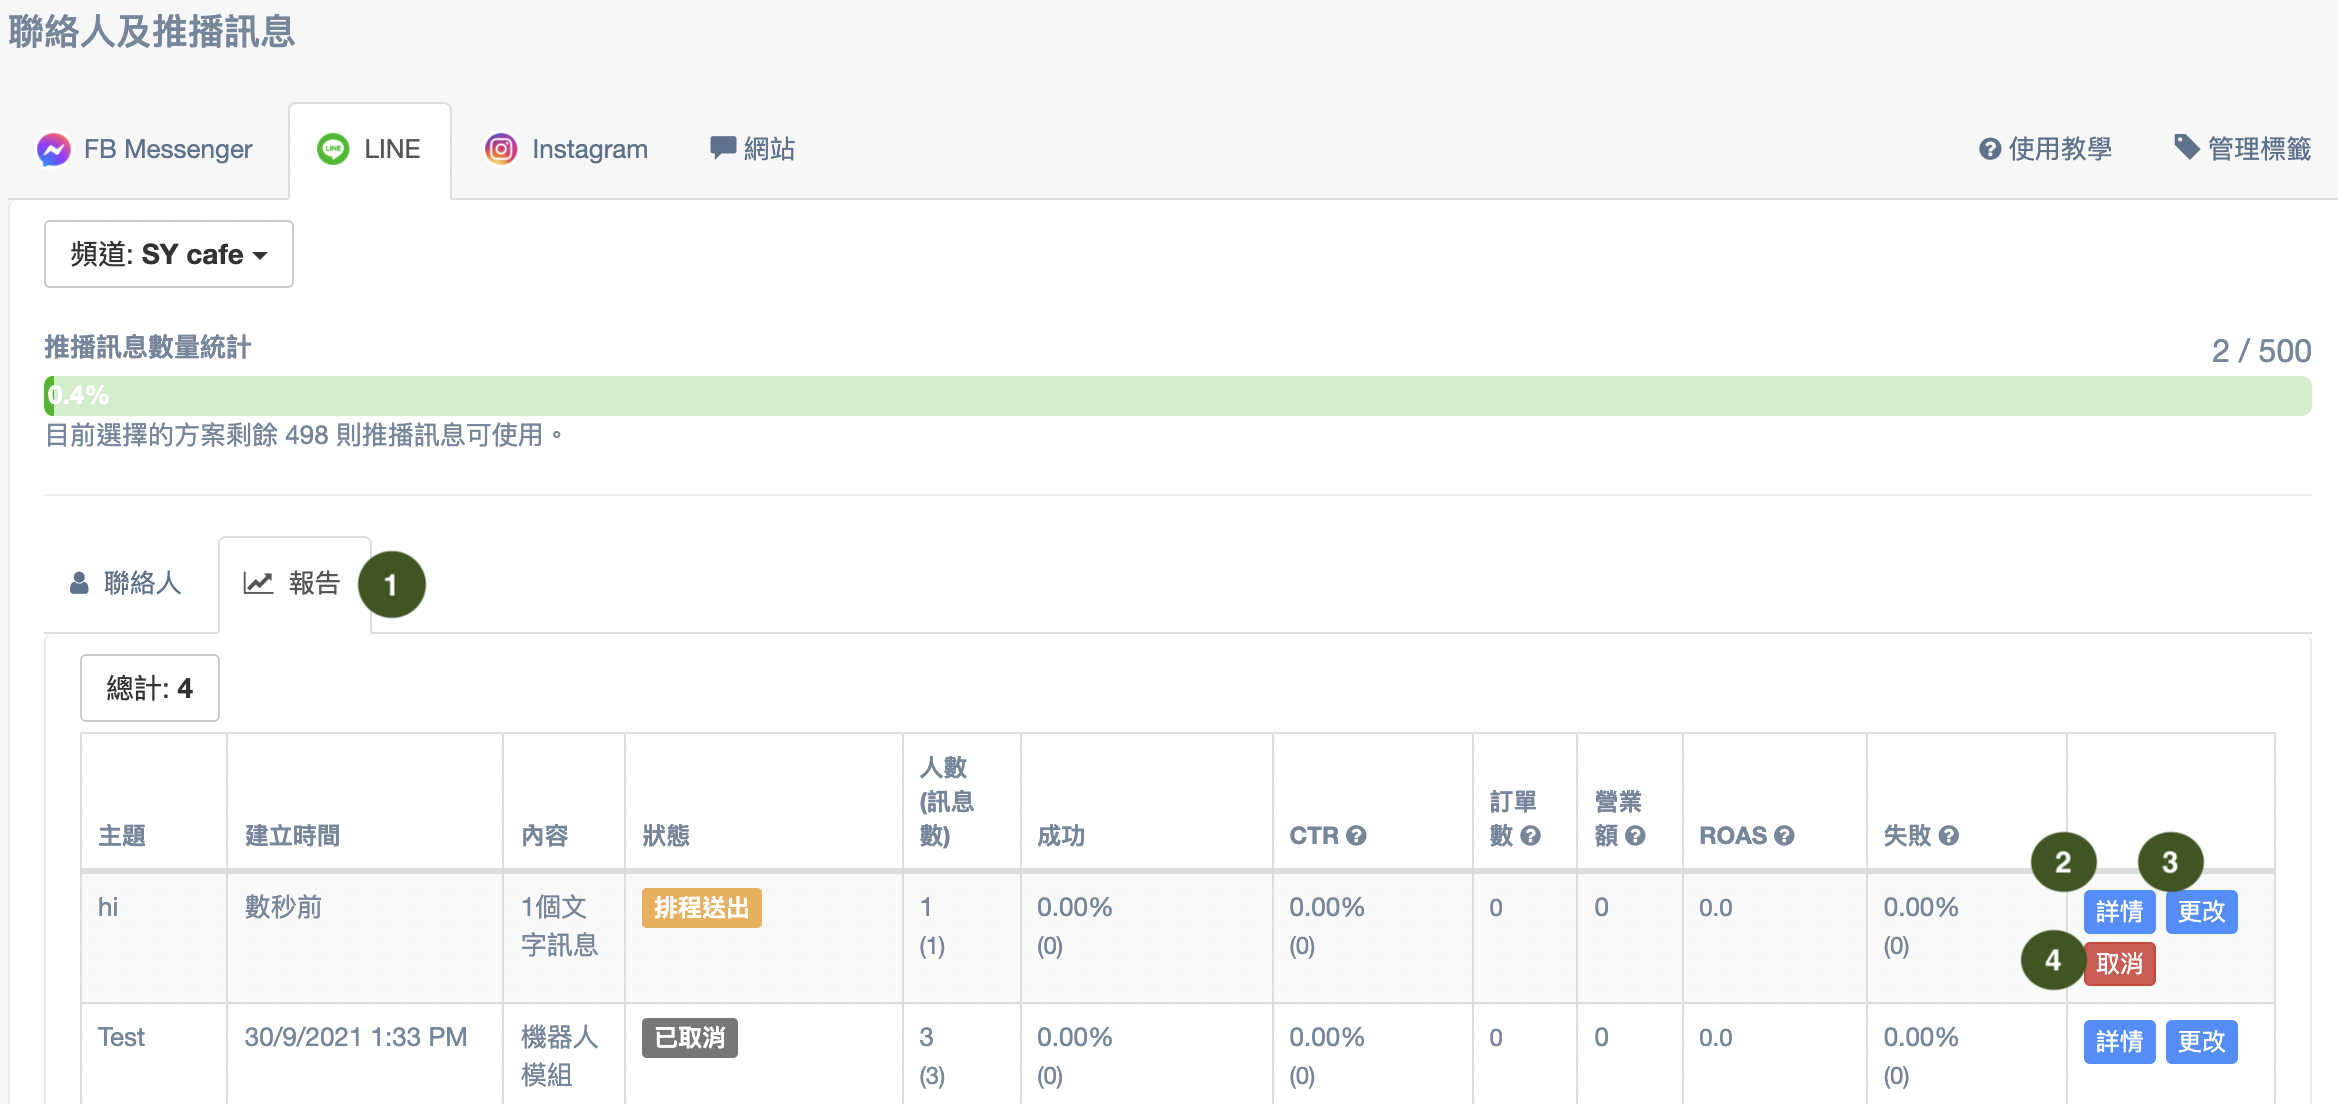 聯絡人及推播訊息
FB Messenger
LINE
Instagram
網站
使用教學
管理標籤
頻道: SY cafe
推播訊息數量統計
2 / 500
0.4%
目前選擇的方案剩餘 498 則推播訊息可使用。
聯絡人
報告
1
總計: 4
主題
建立時間
內容
狀態
人數
(訊息
數)
成功
CTR
訂單
數
營業
額
ROAS
失敗
2
3
hi
數秒前
1個文
字訊息
排程送出
1
(1)
0.00%
(0)
0.00%
(0)
0
0
0.0
0.00%
(0)
詳情
更改
4
取消
Test
30/9/2021 1:33 PM
機器人
模組
已取消
3
(3)
0.00%
(0)
0.00%
(0)
0
0
0.0
0.00%
(0)
詳情
更改